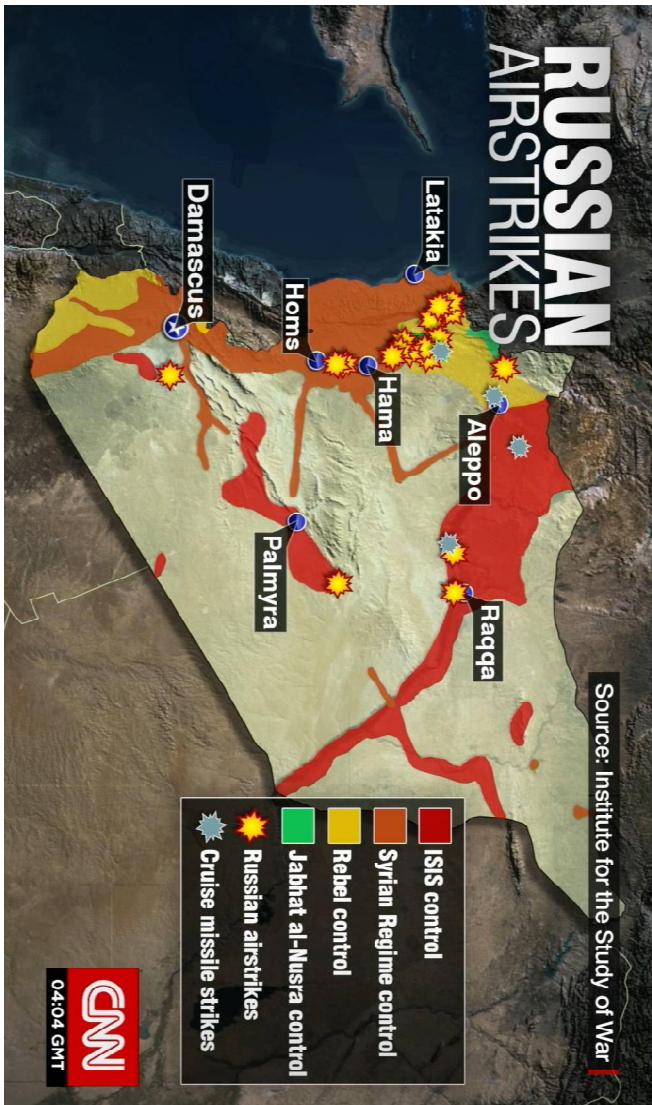 RUSSIAN
AIRSTRIKES
Source: Institute for the Study of War
Latakia
Aleppo
Raqqa
Hama
Homs
Palmyra
Damascus
ISIS control
Syrian Regime control
Rebel control
Jabhat al-Nusra control
Russian airstrikes
Cruise missile strikes
CNN
04:04 GMT